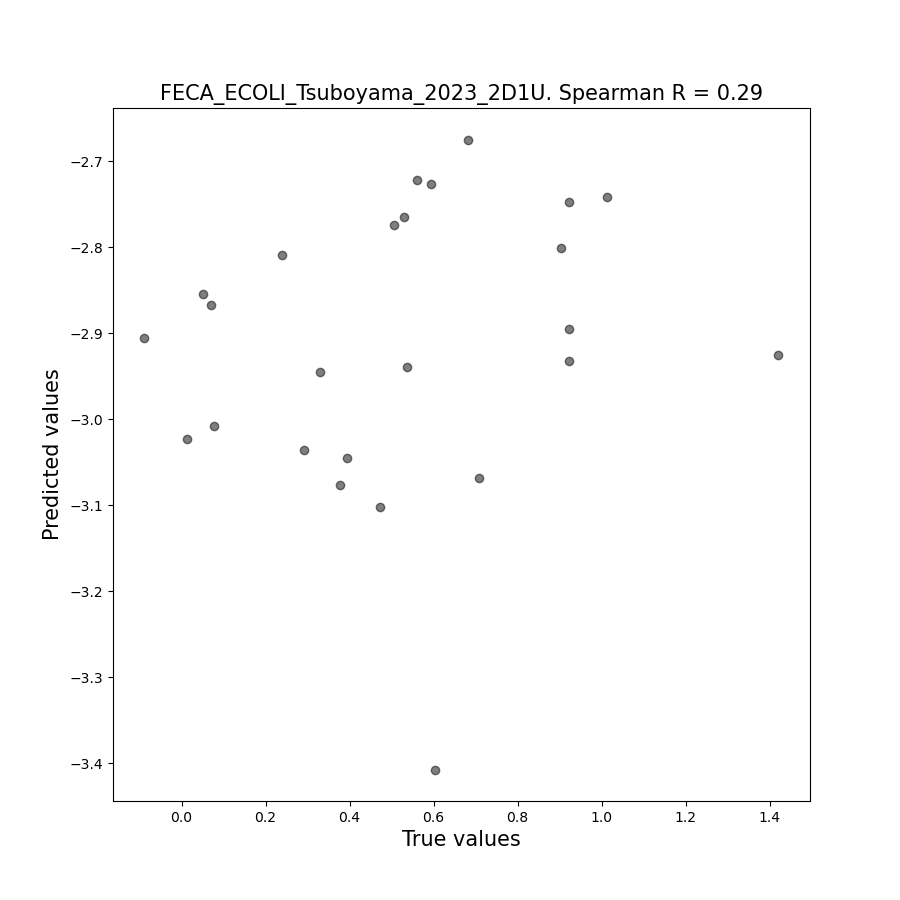 FECA_ECOLI_Tsuboyama_2023_2D1U. Spearman R = 0.29
−2.7
−2.8
−2.9
−3.0
−3.1
−3.2
−3.3
−3.4
Predicted values
0.0 0.2 0.4 0.6 0.8 1.0 1.2 1.4
True values